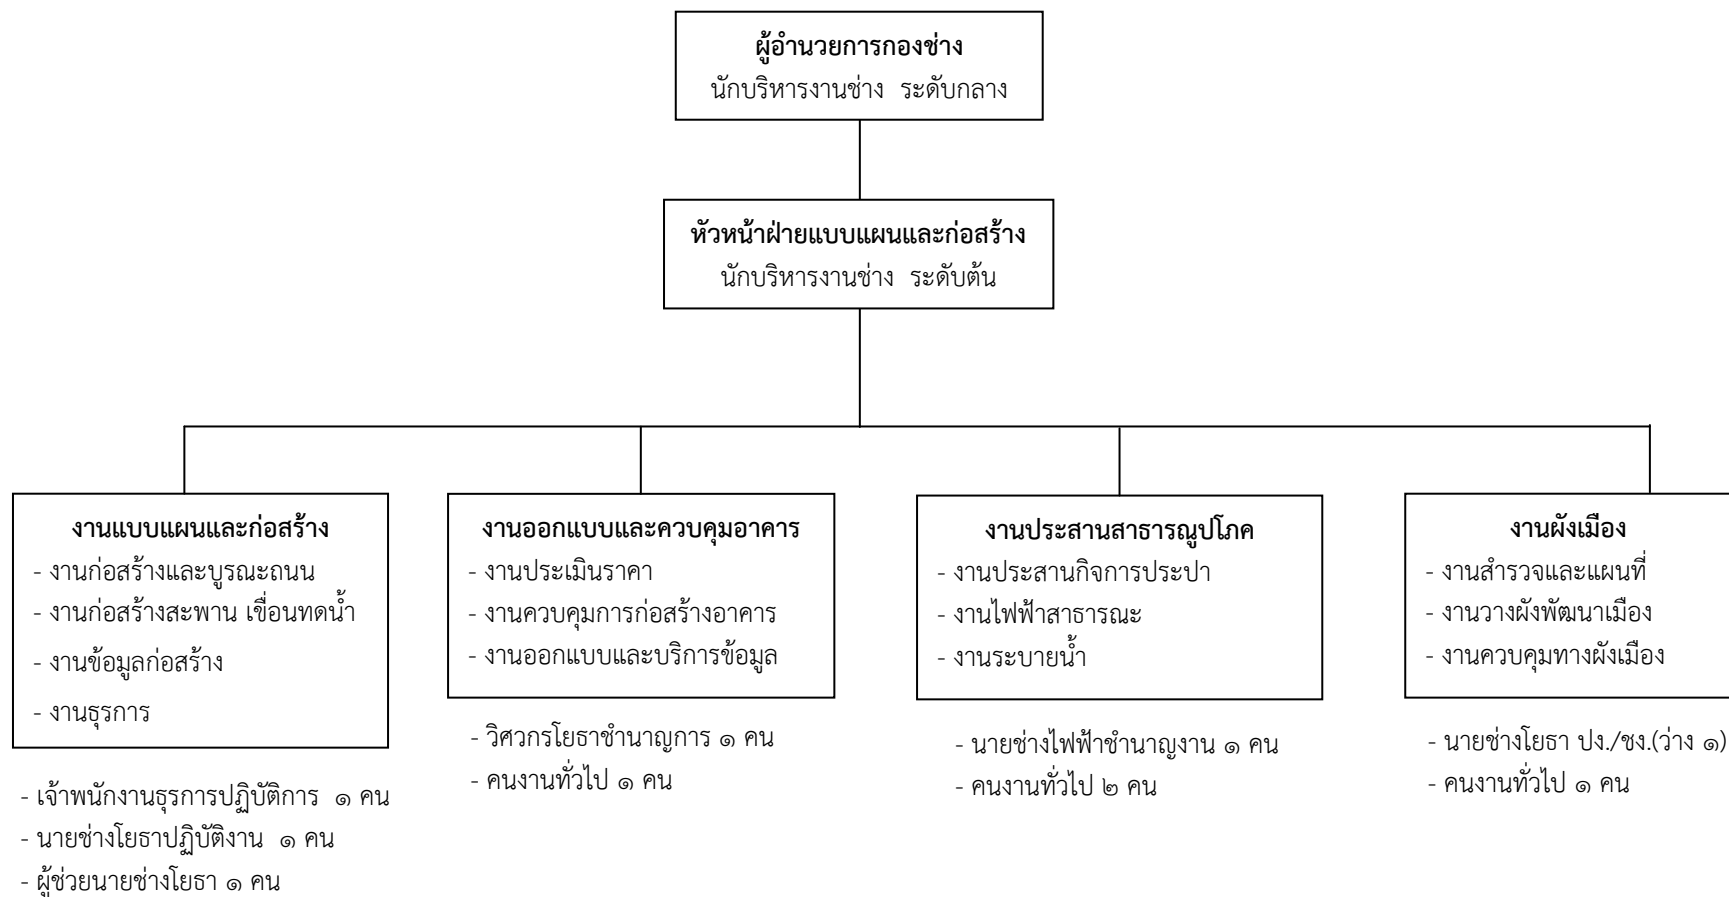 ผู้อำนวยการกองช่าง
นักบริหารงานช่าง ระดับกลาง
หัวหน้าฝ่ายแบบแผนและก่อสร้าง
นักบริหารงานช่าง ระดับต้น
งานแบบแผนและก่อสร้าง
- งานก่อสร้างและบูรณะถนน
- งานก่อสร้างสะพาน เขื่อนทดน้ำ
- งานข้อมูลก่อสร้าง
- งานธุรการ
- เจ้าพนักงานธุรการปฏิบัติการ ๑ คน
- นายช่างโยธาปฏิบัติงาน ๑ คน
- ผู้ช่วยนายช่างโยธา ๑ คน
งานออกแบบและควบคุมอาคาร
- งานประเมินราคา
- งานควบคุมการก่อสร้างอาคาร
- งานออกแบบและบริการข้อมูล
- วิศวกรโยธาชำนาญการ ๑ คน
- คนงานทั่วไป ๑ คน
งานประสานสาธารณูปโภค
- งานประสานกิจการประปา
- งานไฟฟ้าสาธารณะ
- งานระบายน้ำ
- นายช่างไฟฟ้าชำนาญงาน ๑ คน
- คนงานทั่วไป ๒ คน
งานผังเมือง
- งานสำรวจและแผนที่
- งานวางผังพัฒนาเมือง
- งานควบคุมทางผังเมือง
- นายช่างโยธา ปง./ชง.(ว่าง ๑)
- คนงานทั่วไป ๑ คน